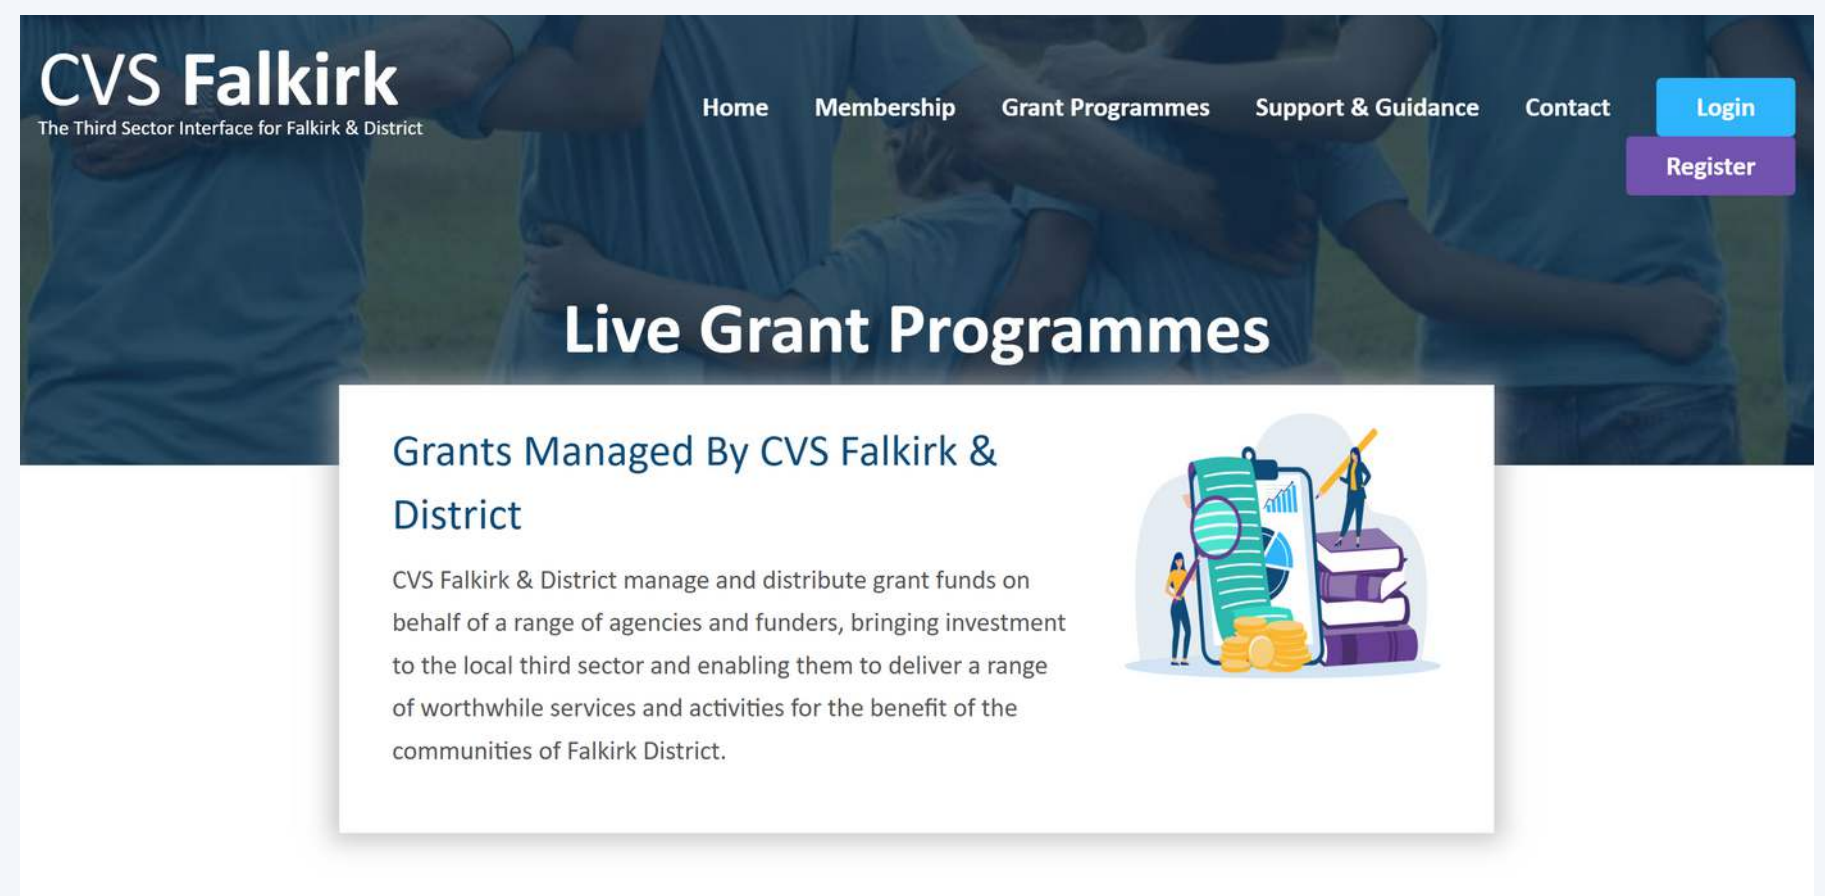 CVS Falkirk
The Third Sector Interface for Falkirk & District
Home Membership Grant Programmes Support & Guidance Contact Login
Register
Live Grant Programmes
Grants Managed By CVS Falkirk &
District
CVS Falkirk & District manage and distribute grant funds on
behalf of a range of agencies and funders, bringing investment
to the local third sector and enabling them to deliver a range
of worthwhile services and activities for the benefit of the
communities of Falkirk District.